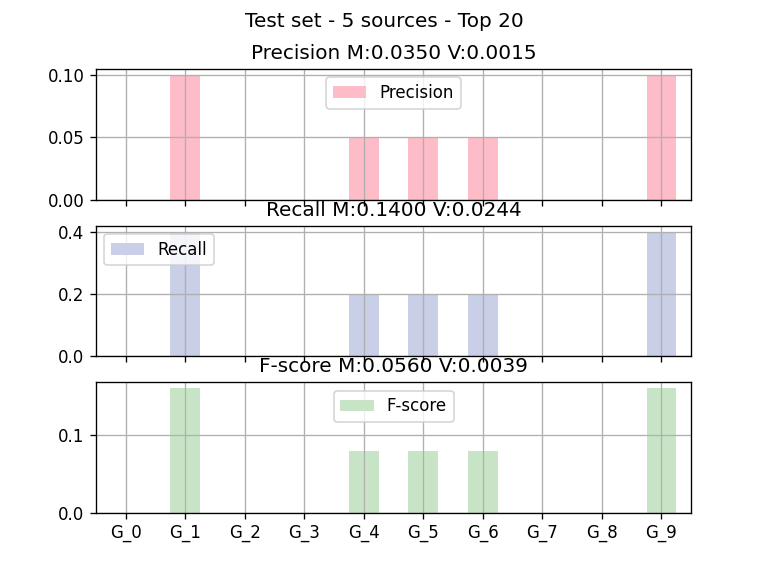 Test set - 5 sources - Top 20
Precision M:0.0350 V:0.0015
0.10
0.05
0.00
Precision
Recall M:0.1400 V:0.0244
0.4
0.2
0.0
Recall
F-score M:0.0560 V:0.0039
0.1
0.0
F-score
G_0 G_1 G_2 G_3 G_4 G_5 G_6 G_7 G_8 G_9